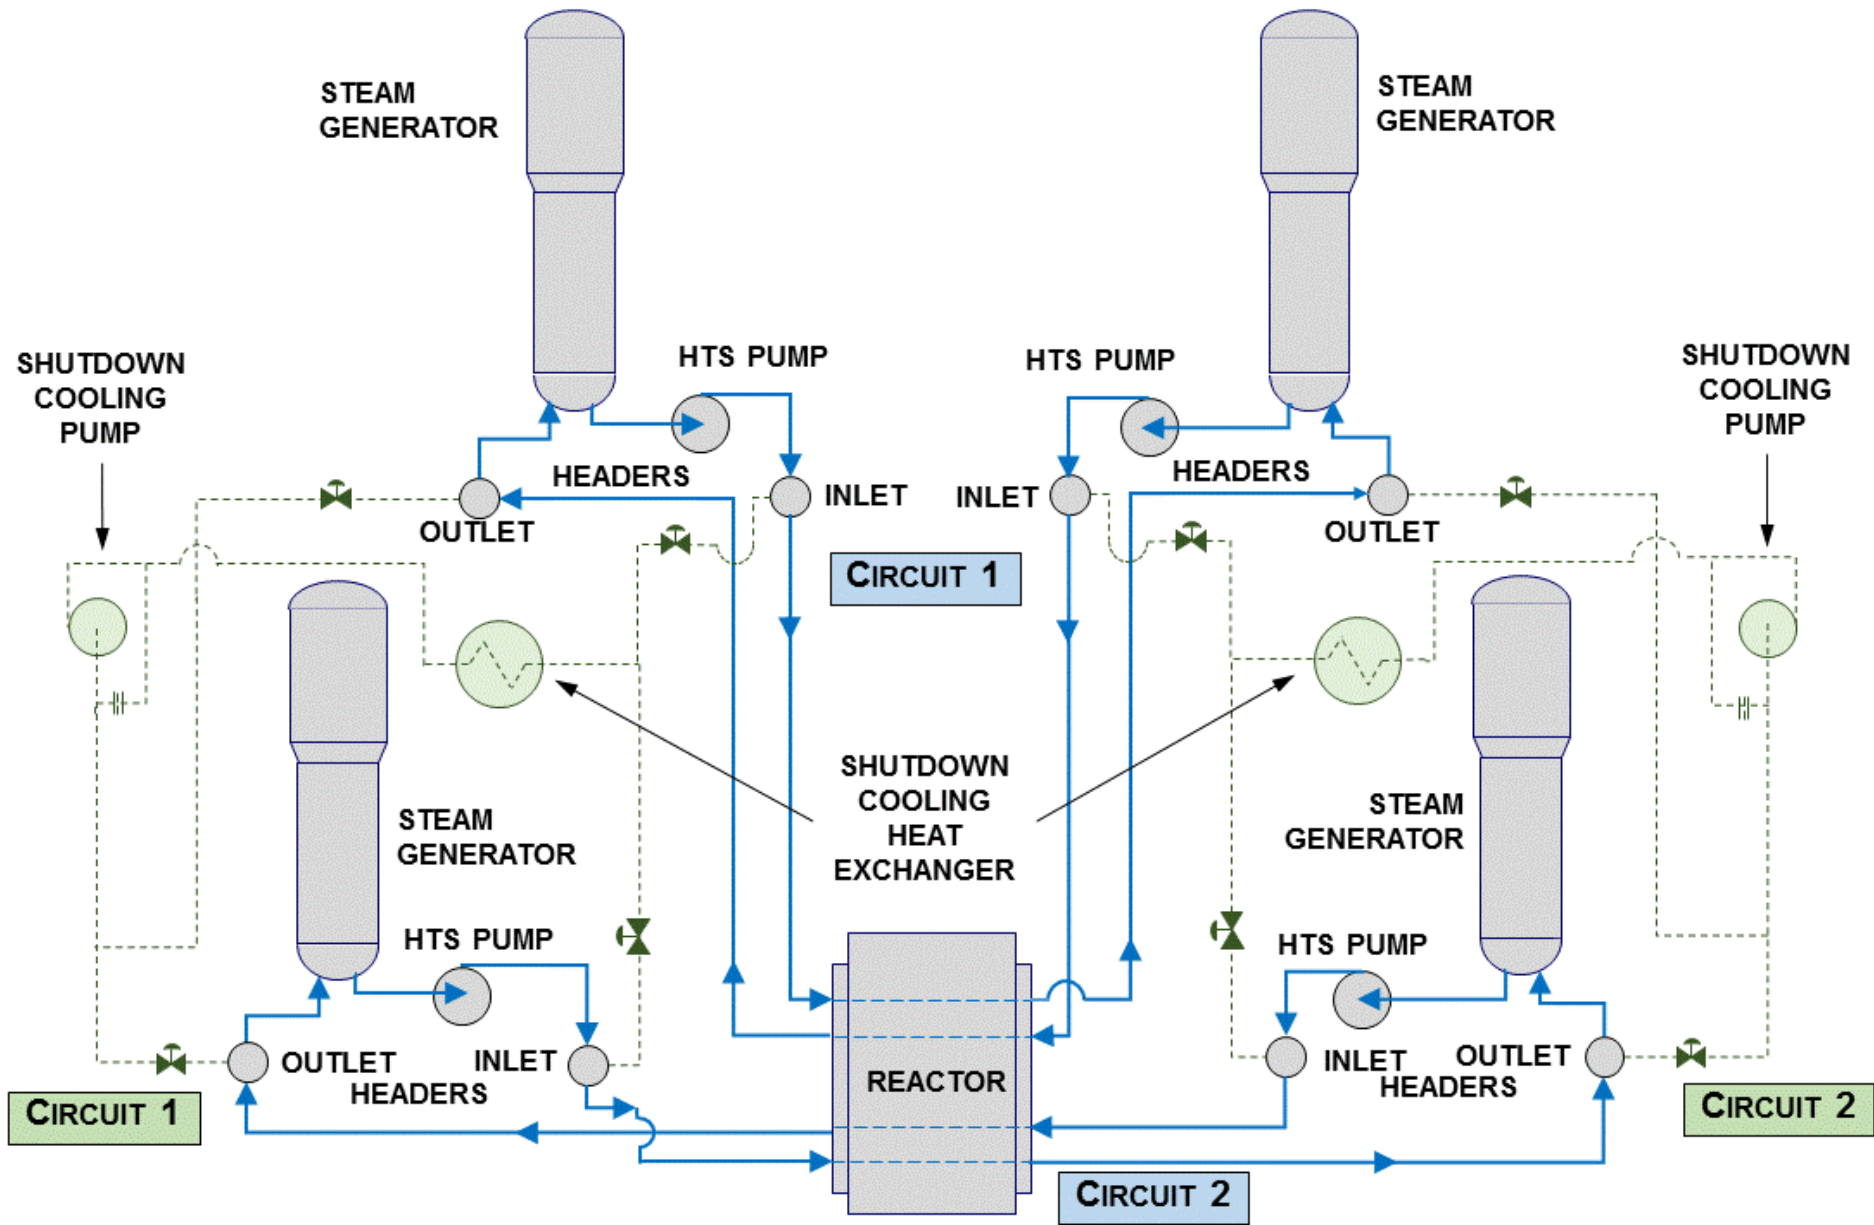 STEAM
GENERATOR
STEAM
GENERATOR
SHUTDOWN
COOLING
PUMP
HTS PUMP
HTS PUMP
SHUTDOWN
COOLING
PUMP
HEADERS
INLET
OUTLET
INLET
HEADERS
OUTLET
CIRCUIT 1
SHUTDOWN
COOLING
HEAT
EXCHANGER
STEAM
GENERATOR
STEAM
GENERATOR
HTS PUMP
HTS PUMP
OUTLET
INLET
HEADERS
REACTOR
INLET
OUTLET
HEADERS
CIRCUIT 1
CIRCUIT 2
CIRCUIT 2